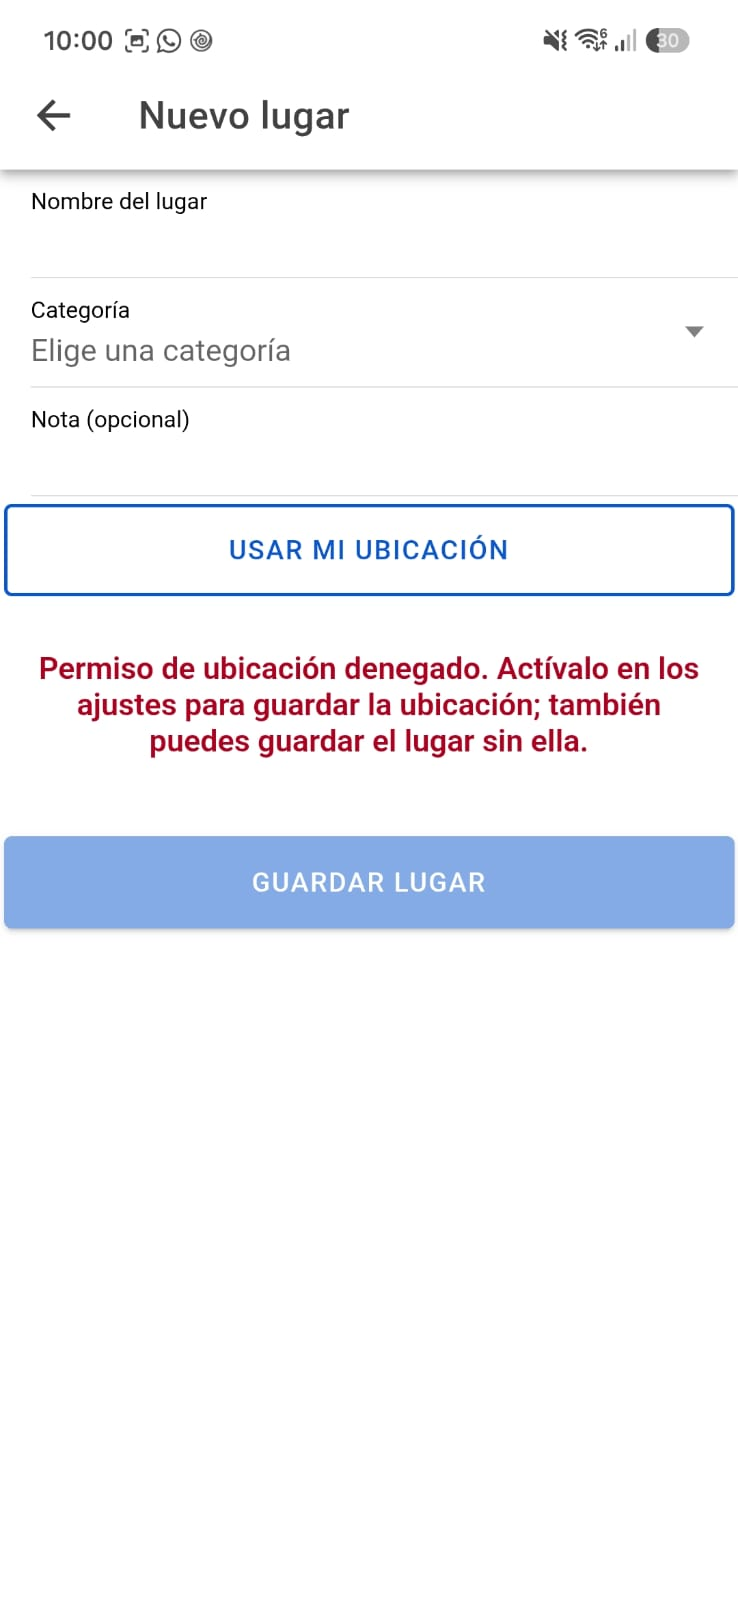 10:00
6
30
Nuevo lugar
Nombre del lugar
Categoría
Elige una categoría
Nota (opcional)
USAR MI UBICACIÓN
Permiso de ubicación denegado. Actívalo en los
ajustes para guardar la ubicación; también
puedes guardar el lugar sin ella.
GUARDAR LUGAR